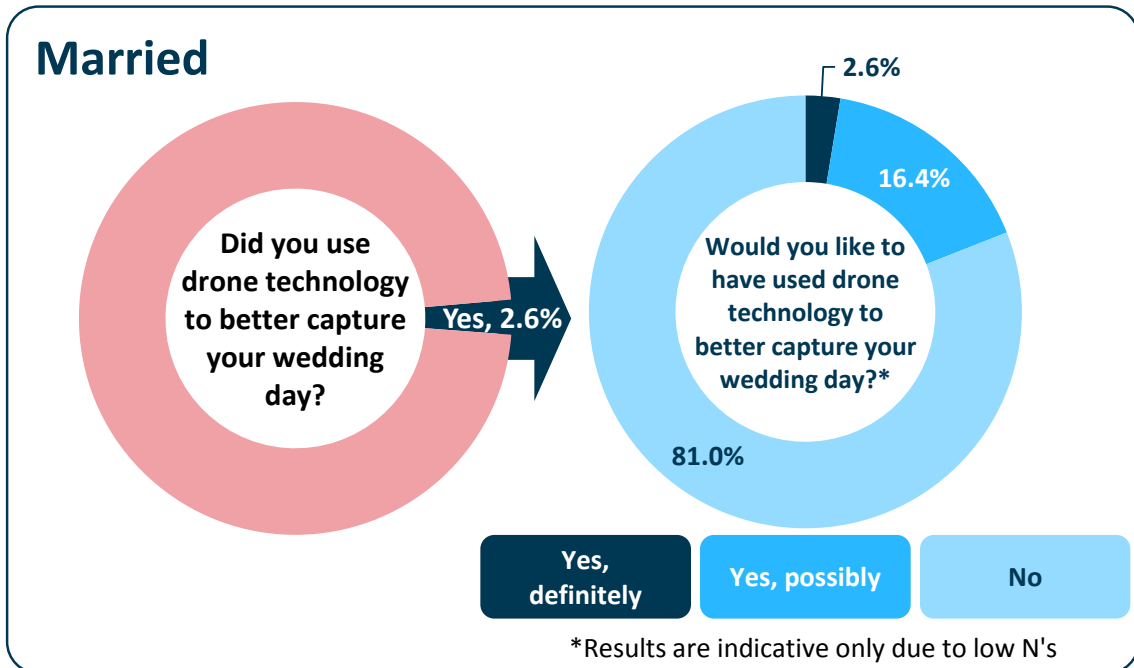 Married
Did you use
drone technology
to better capture
your wedding
day?
Yes, 2.6%
2.6%
16.4%
Would you like to
have used drone
technology to
better capture your
wedding day?*
81.0%
Yes,
definitely
Yes, possibly
No
*Results are indicative only due to low N's